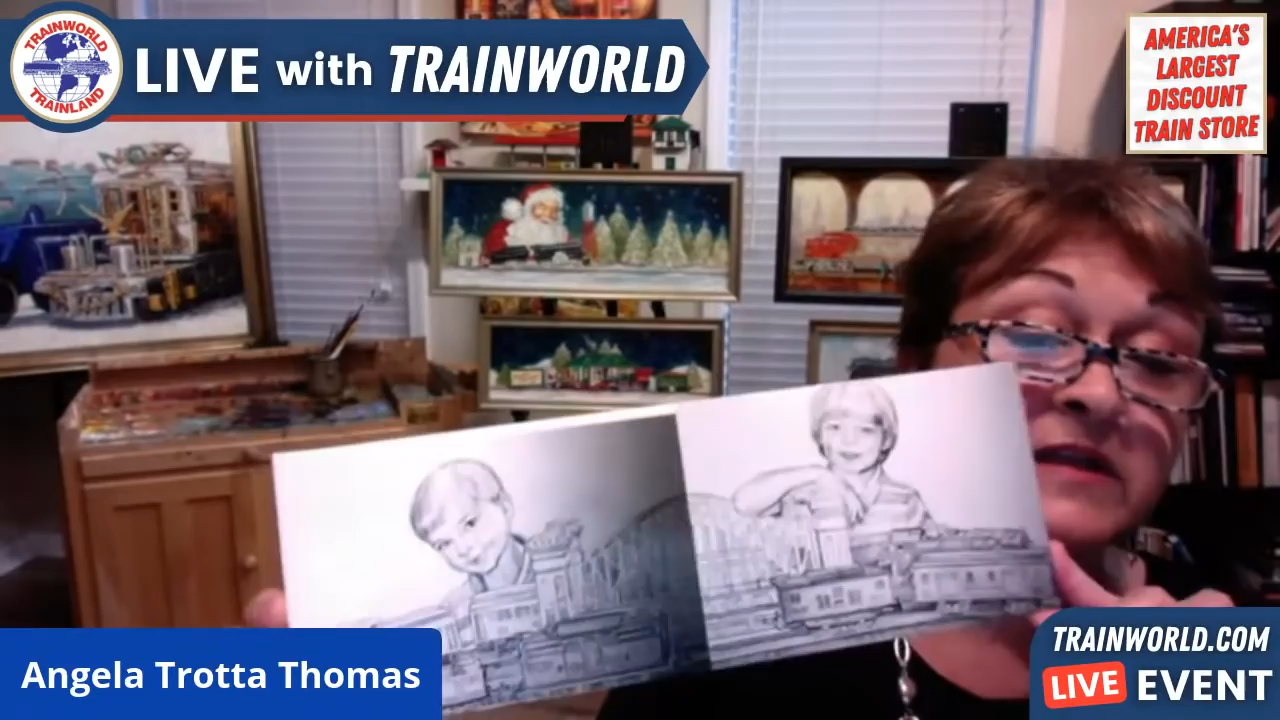 TRAINWORLD
TRAINLAND
LIVE with TRAINWORLD
AMERICA'S
LARGEST
DISCOUNT
TRAIN STORE
Angela Trotta Thomas
TRAINWORLD.COM
LIVE EVENT